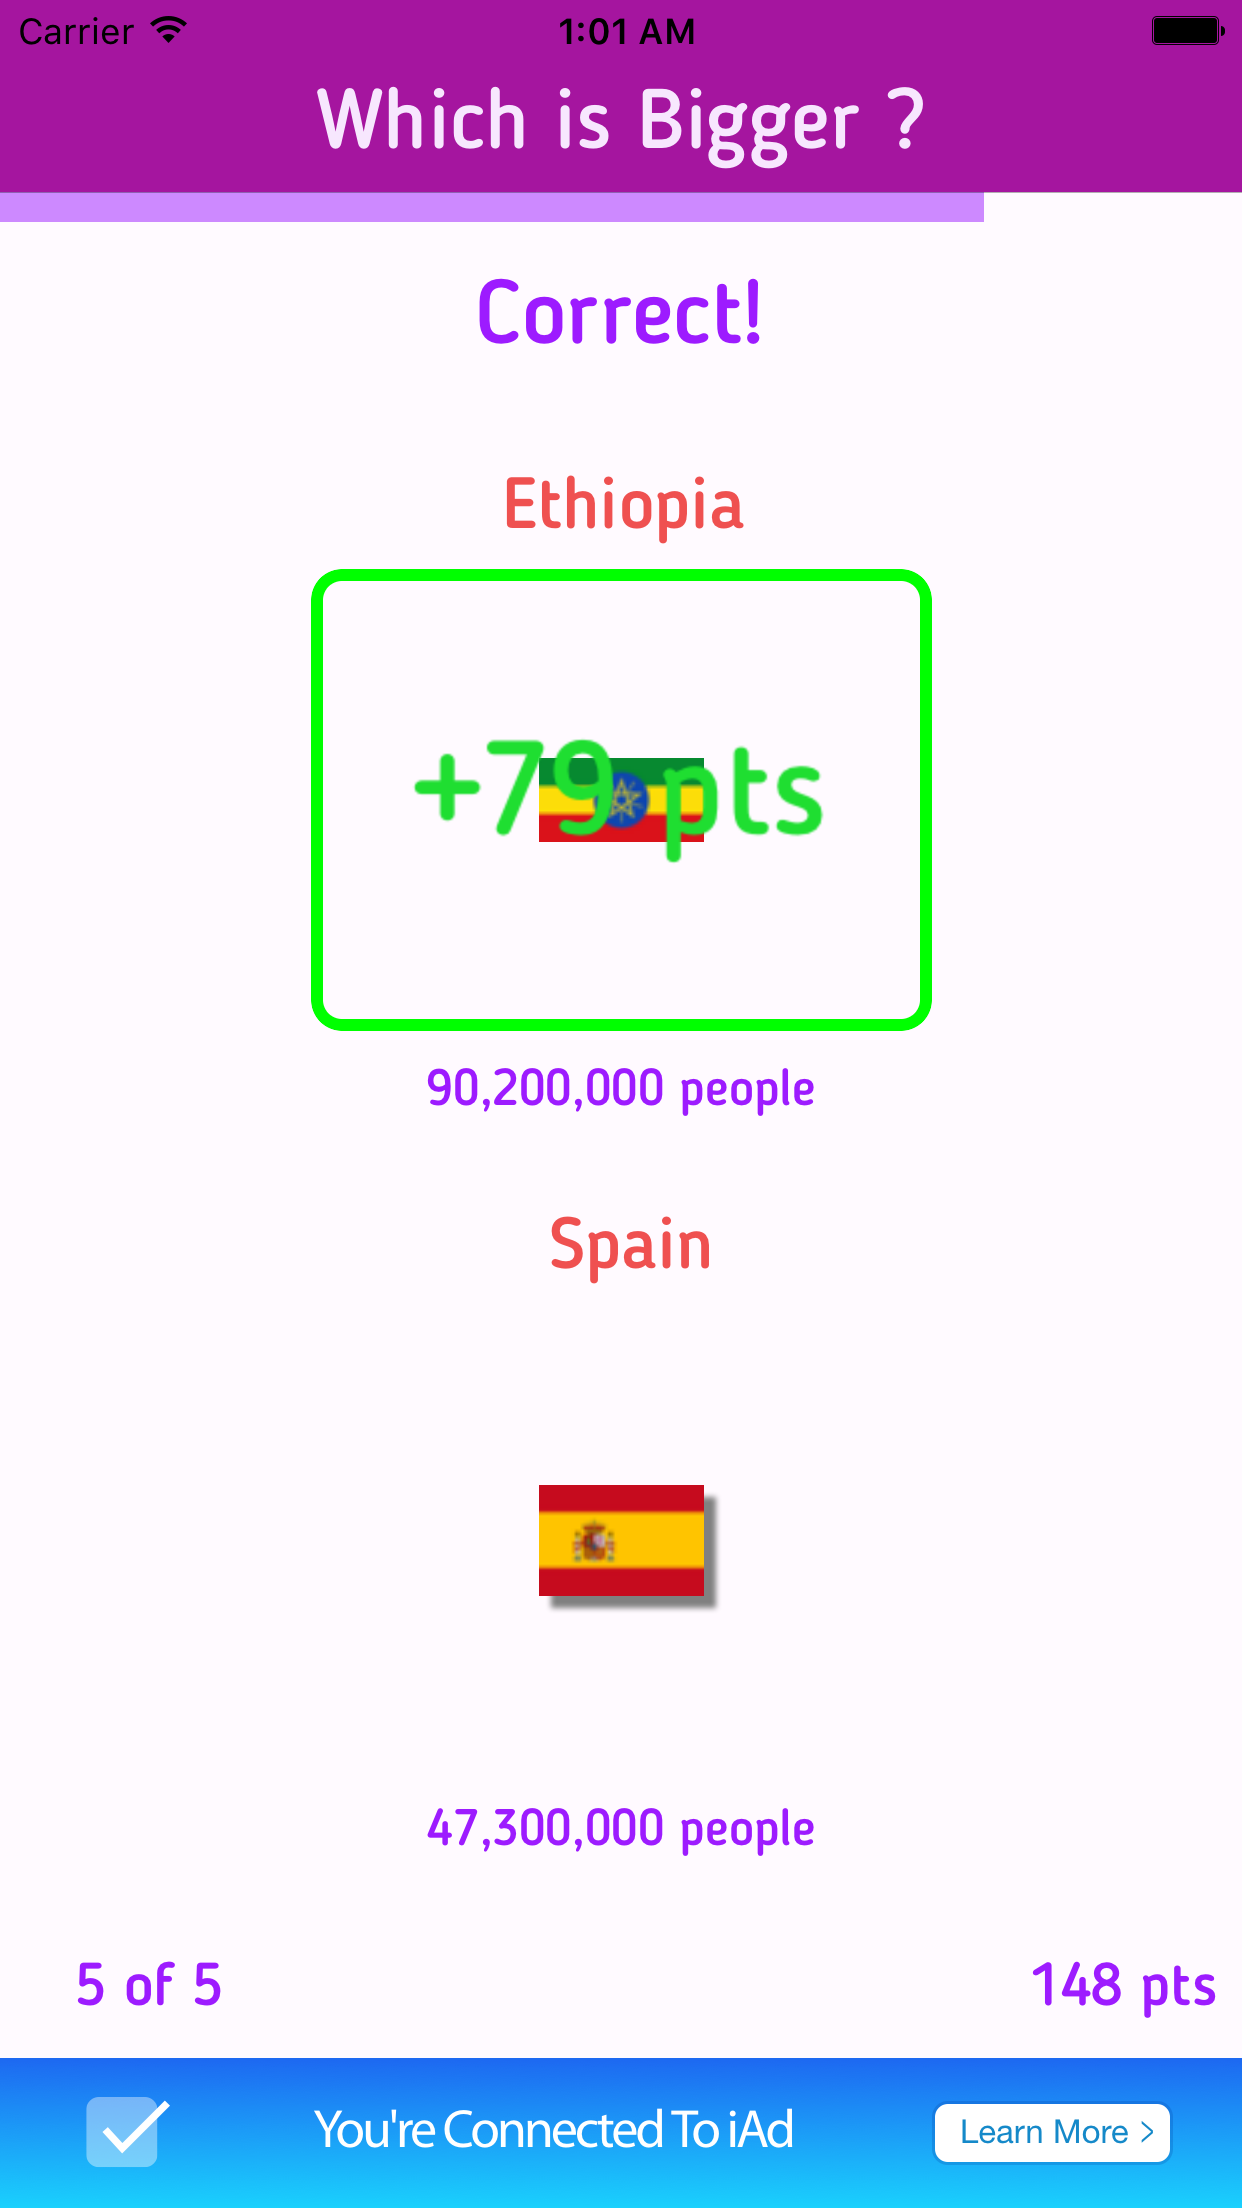 Carrier 1:01 AM
Which is Bigger ?
Correct!
Ethiopia
+79 pts
90,200,000 people
Spain
47,300,000 people
5 of 5 148 pts
You're Connected To iAd Learn More >